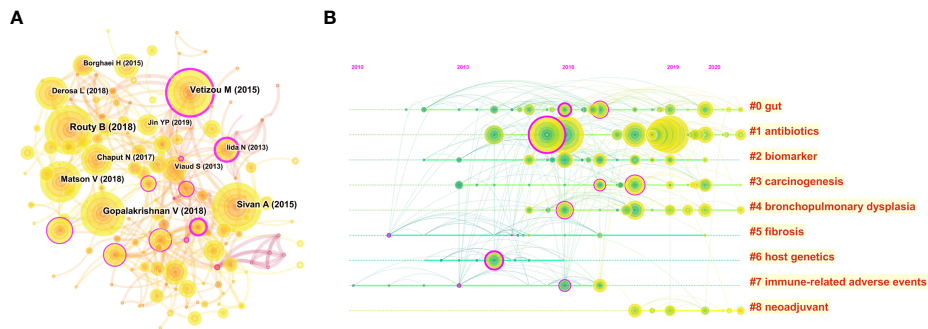 A
B
Borghaei H (2015)
Derosa L (2018)
Vetizou M (2015)
Routy B (2018)
Jin YP (2019)
Iida N (2013)
Chaput N (2017)
Viaud S (2013)
Matson V (2018)
Gopalakrishnan V (2018)
Sivan A (2015)
2010
2013
2016
2019
2020
#0 gut
#1 antibiotics
#2 biomarker
#3 carcinogenesis
#4 bronchopulmonary dysplasia
#5 fibrosis
#6 host genetics
#7 immune-related adverse events
#8 neoadjuvant